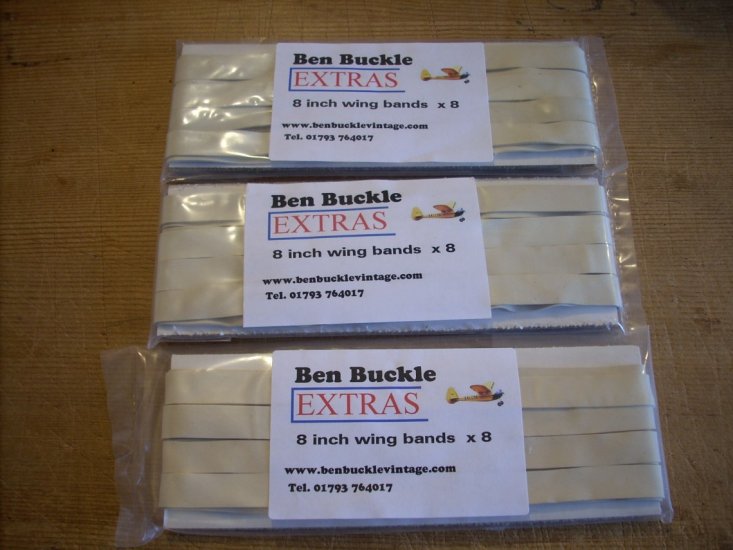 Ben Buckle
EXTRAS
8 inch wing bands x 8
www.benbucklevintage.com
Tel. 01793 764017
Ben Buckle
EXTRAS
8 inch wing bands x 8
www.benbucklevintage.com
Tel. 01793 764017
Ben Buckle
EXTRAS
8 inch wing bands x 8
www.benbucklevintage.com
Tel. 01793 764017